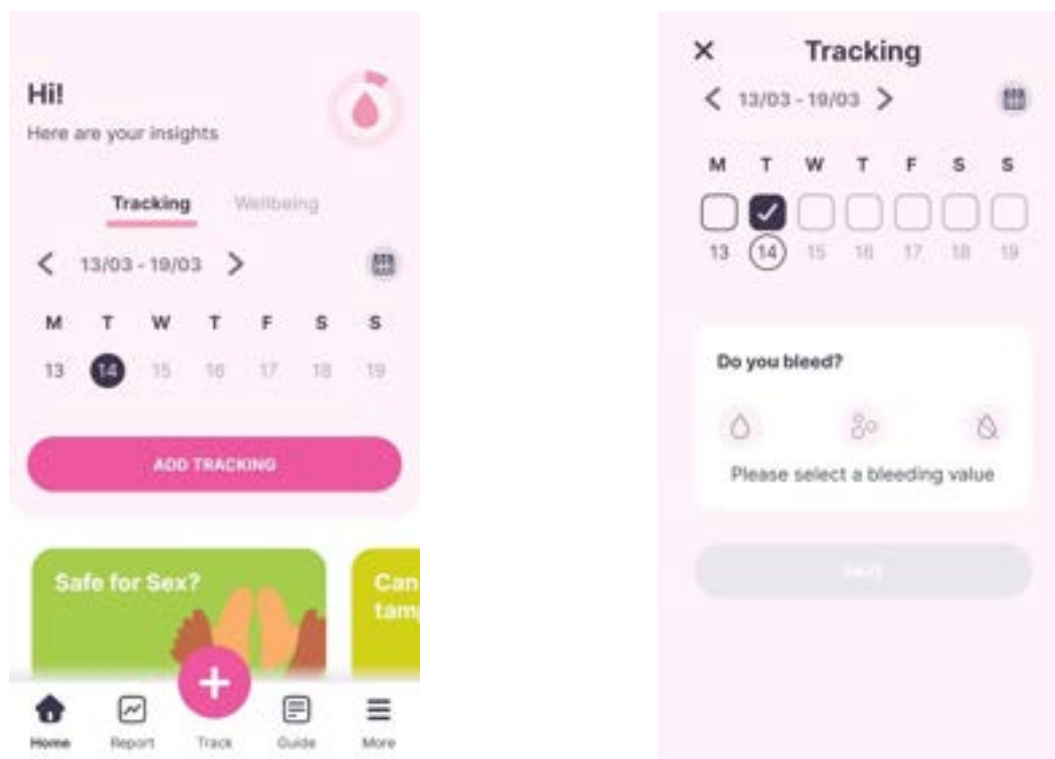 Hi!
Here are your insights
Tracking Wellbeing
13/03 - 19/03
M T W T F S S
13 14 15 16 17 18 19
ADD TRACKING
Safe for Sex?
Can
tam
Home Report Track Guide More
Tracking
13/03 - 19/03
M T W T F S S
13 14 15 16 17 18 19
Do you bleed?
Please select a bleeding value
SAVE